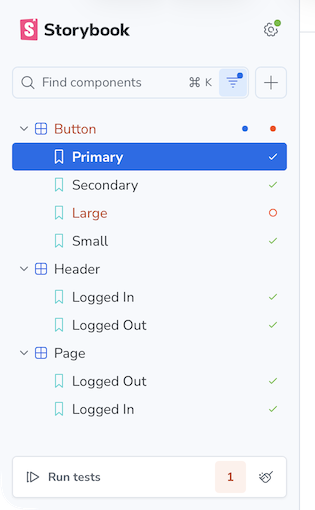 Storybook
Find components ⌘ K
Button
Primary
Secondary
Large
Small
Header
Logged In
Logged Out
Page
Logged Out
Logged In
Run tests 1